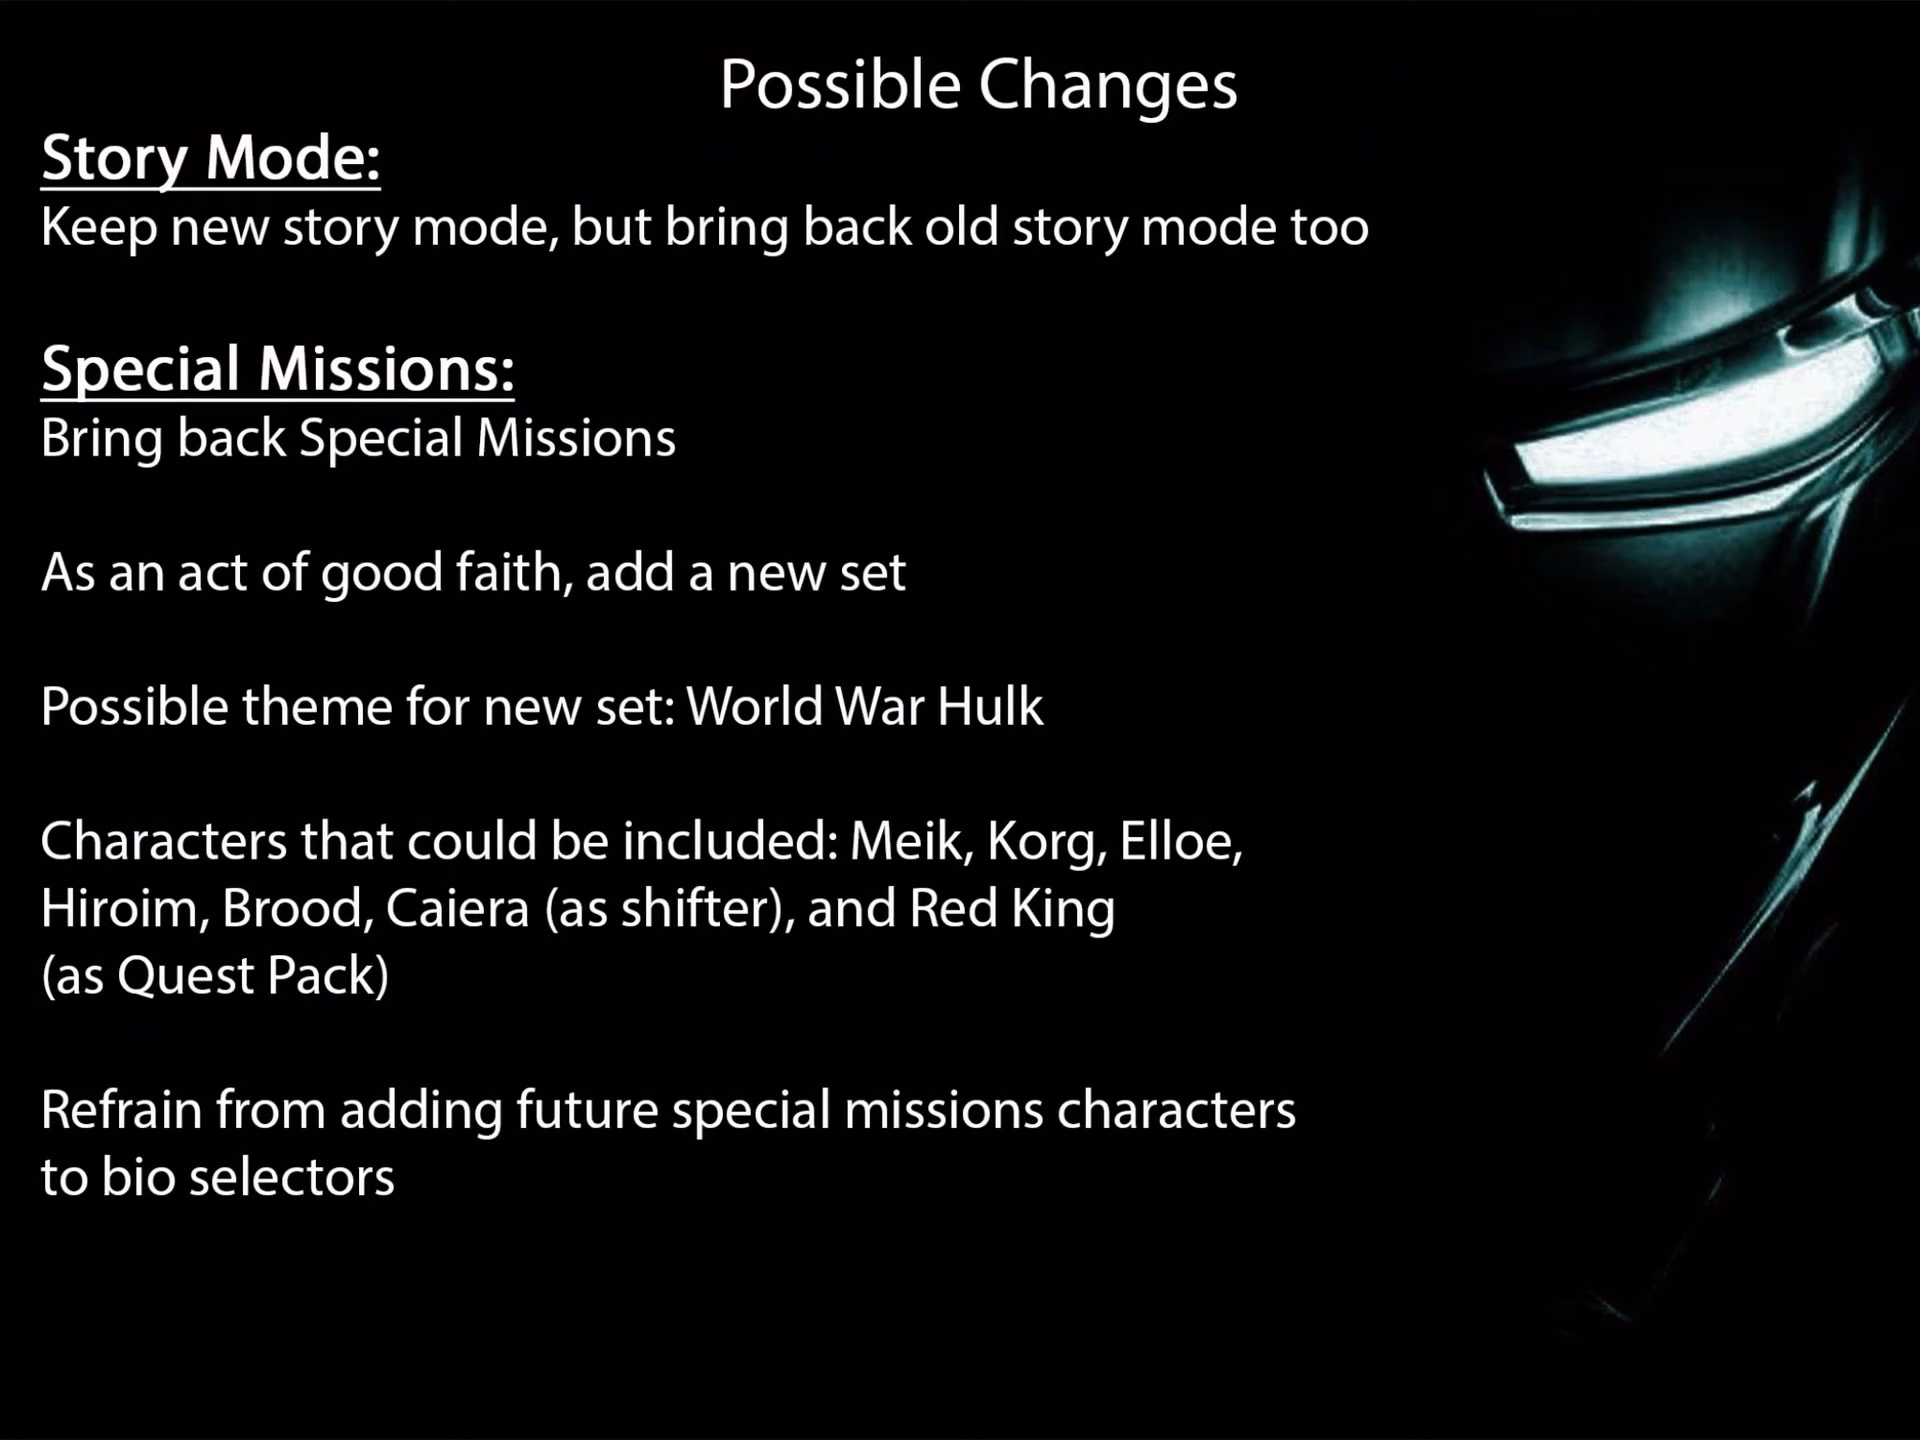 Possible Changes
Story Mode:
Keep new story mode, but bring back old story mode too
Special Missions:
Bring back Special Missions
As an act of good faith, add a new set
Possible theme for new set: World War Hulk
Characters that could be included: Meik, Korg, Elloe,
Hiroim, Brood, Caiera (as shifter), and Red King
(as Quest Pack)
Refrain from adding future special missions characters
to bio selectors